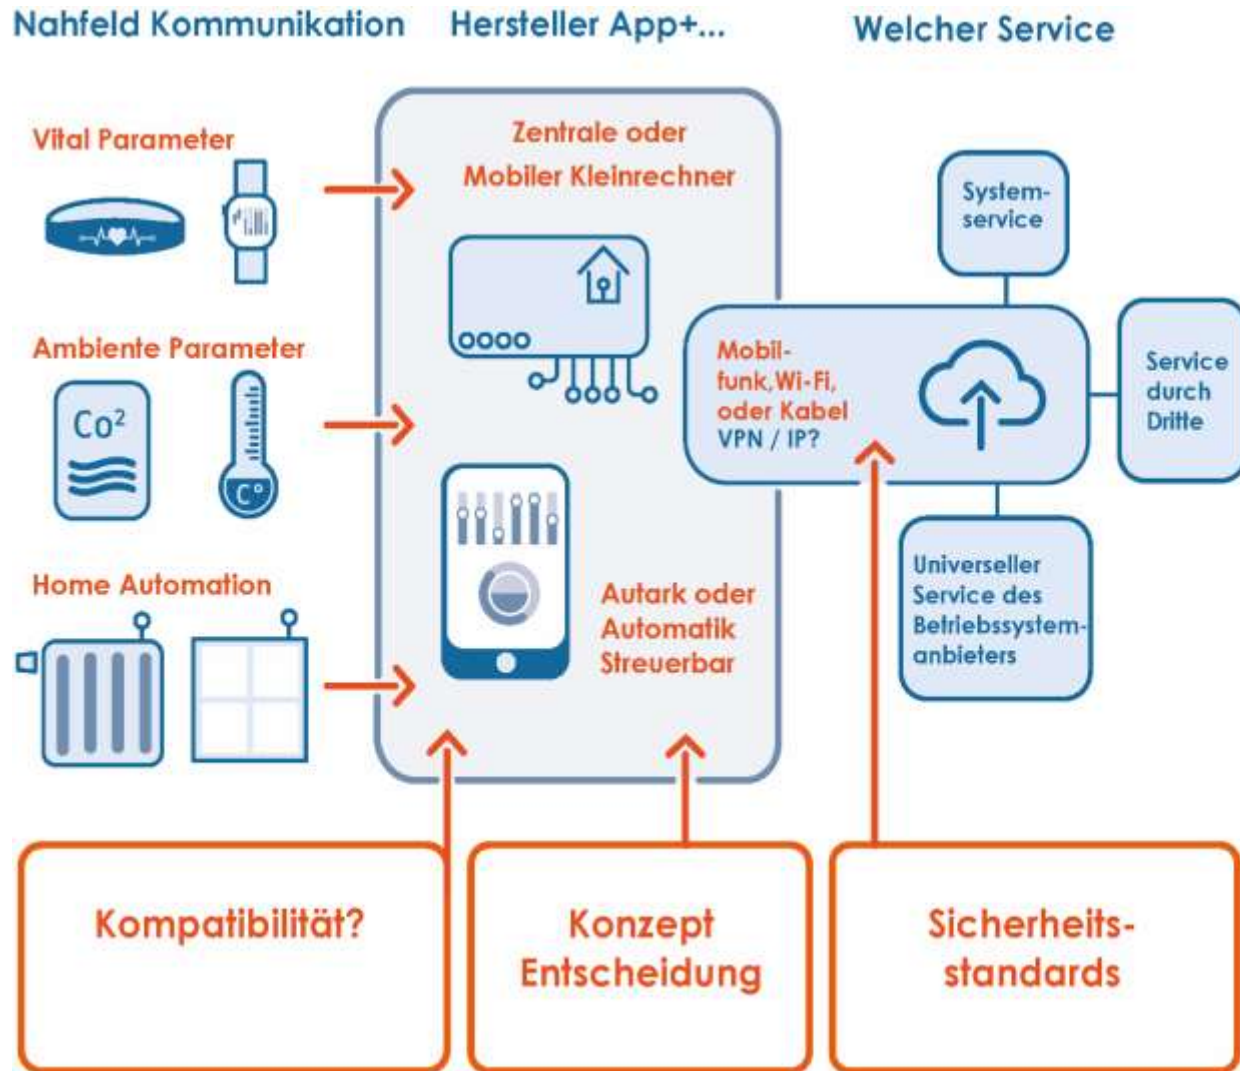 Nahfeld Kommunikation
Hersteller App+...
Welcher Service
Vital Parameter
Ambiente Parameter
Co²
C°
Home Automation
Zentrale oder
Mobiler Kleinrechner
Autark oder
Automatik
Streuerbar
System-
service
Mobil-
funk,Wi-Fi,
oder Kabel
VPN / IP?
Service
durch
Dritte
Universeller
Service des
Betriebssystem-
anbieters
Kompatibilität?
Konzept
Entscheidung
Sicherheits-
standards